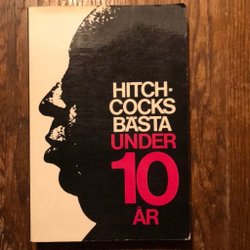 HITCH-
COCKS
BÄSTA
UNDER
10
ÅR